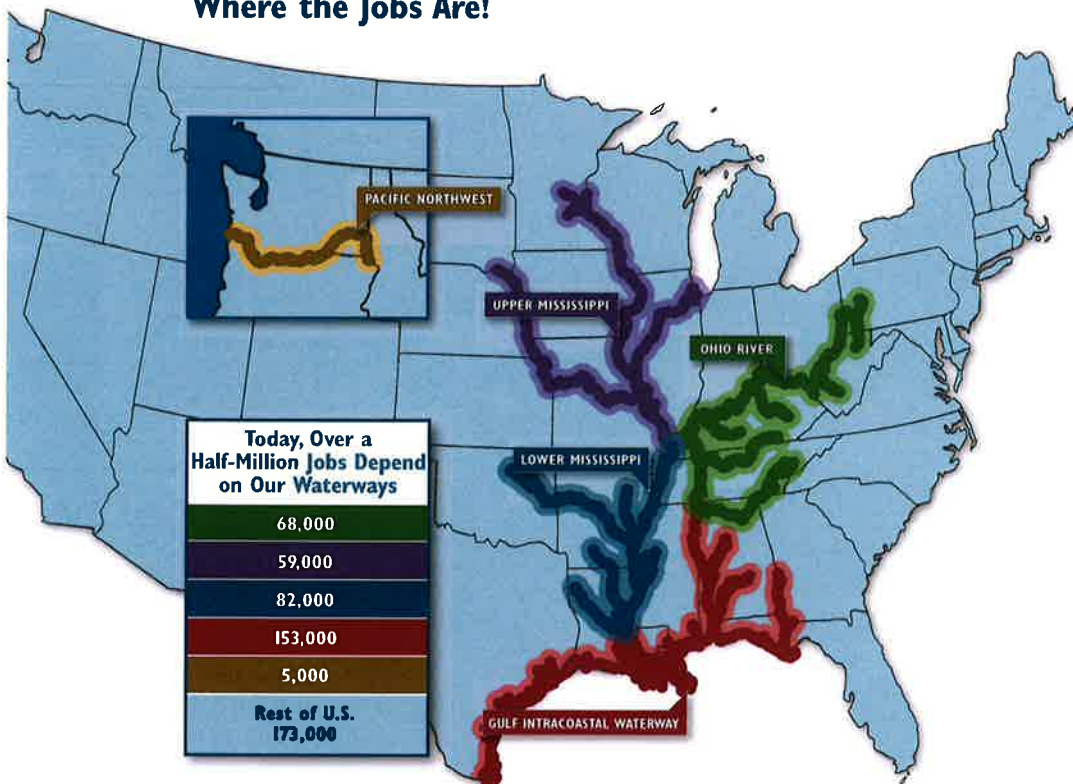 Where the Jobs Are!
PACIFIC NORTHWEST
UPPER MISSISSIPPI
OHIO RIVER
LOWER MISSISSIPPI
GULF INTRACOASTAL WATERWAY
Today, Over a
Half-Million Jobs Depend
on Our Waterways
68,000
59,000
82,000
153,000
5,000
Rest of U.S.
173,000